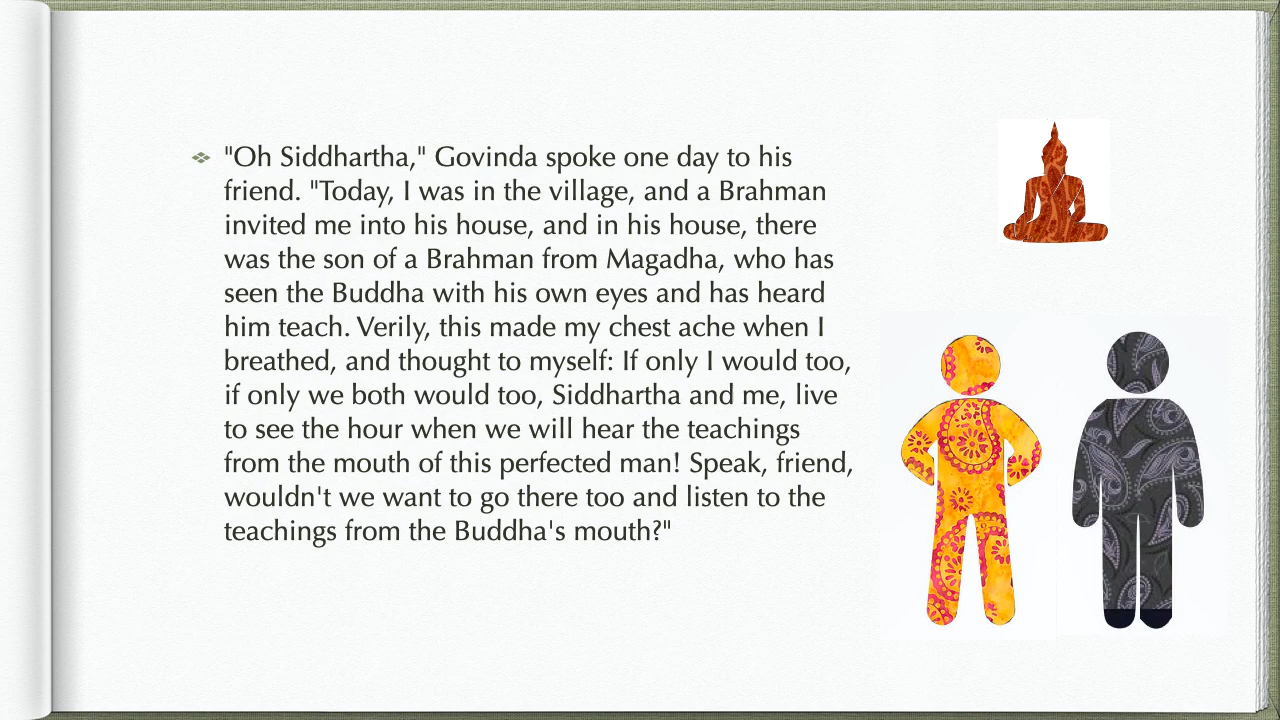 "Oh Siddhartha," Govinda spoke one day to his
friend. "Today, I was in the village, and a Brahman
invited me into his house, and in his house, there
was the son of a Brahman from Magadha, who has
seen the Buddha with his own eyes and has heard
him teach. Verily, this made my chest ache when I
breathed, and thought to myself: If only I would too,
if only we both would too, Siddhartha and me, live
to see the hour when we will hear the teachings
from the mouth of this perfected man! Speak, friend,
wouldn't we want to go there too and listen to the
teachings from the Buddha's mouth?"